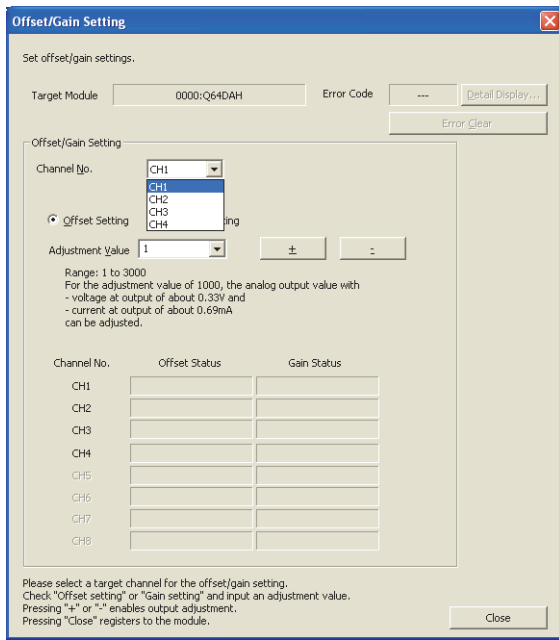 Offset/Gain Setting
Set offset/gain settings.
Target Module 0000:Q64DAH Error Code --- Detail Display...
Error Clear
Offset/Gain Setting
Channel No. CH1
CH1
CH2
CH3
CH4
Offset Setting
Adjustment Value 1 + -
Range: 1 to 3000
For the adjustment value of 1000, the analog output value with
- voltage at output of about 0.33V and
- current at output of about 0.69mA
can be adjusted.
Channel No. Offset Status Gain Status
CH1
CH2
CH3
CH4
CH5
CH6
CH7
CH8
Please select a target channel for the offset/gain setting.
Check "Offset setting" or "Gain setting" and input an adjustment value.
Pressing "+" or "-" enables output adjustment.
Pressing "Close" registers to the module.
Close